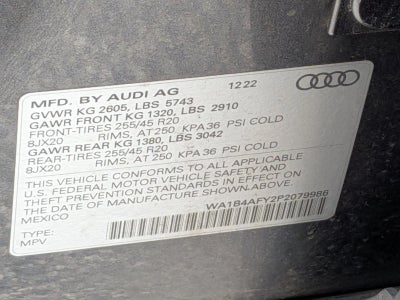 MFD. BY AUDI AG 12 22
GVWR KG 2605, LBS 5743
GAWR FRONT KG 1320, LBS 2910
FRONT-TIRES 255/45 R20
8JX20 RIMS, AT 250 KPA 36 PSI COLD
GAWR REAR KG 1380, LBS 3042
REAR-TIRES 255/45 R20
8JX20 RIMS, AT 250 KPA 36 PSI COLD
THIS VEHICLE CONFORMS TO ALL APPLICABLE
U.S. FEDERAL MOTOR VEHICLE SAFETY AND
THEFT PREVENTION STANDARDS IN EFFECT ON
THE DATE OF MANUFACTURE SHOWN ABOVE.
MEXICO
WA1B4AFY2P2079986
TYPE:
MPV